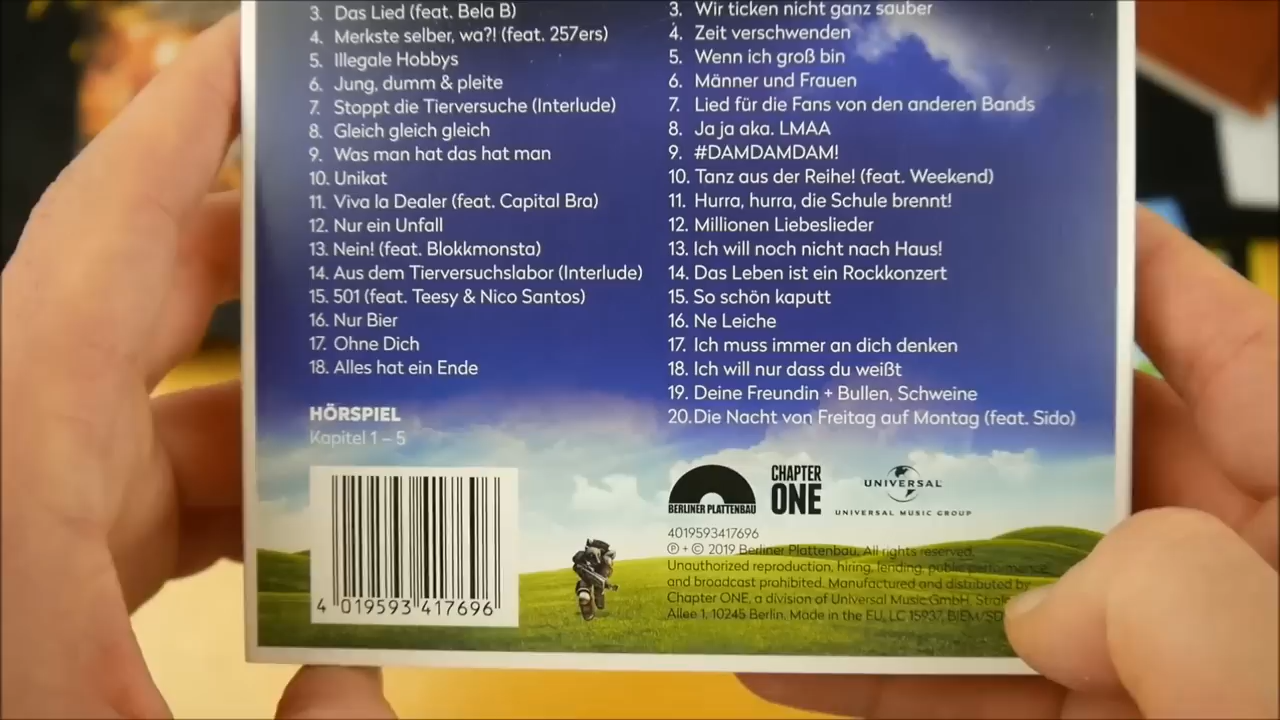 3. Das Lied (feat. Bela B)
4. Merkste selber, wa?! (feat. 257ers)
5. Illegale Hobbys
6. Jung, dumm & pleite
7. Stoppt die Tierversuche (Interlude)
8. Gleich gleich gleich
9. Was man hat das hat man
10. Unikat
11. Viva la Dealer (feat. Capital Bra)
12. Nur ein Unfall
13. Nein! (feat. Blokkmonsta)
14. Aus dem Tierversuchslabor (Interlude)
15. 501 (feat. Teesy & Nico Santos)
16. Nur Bier
17. Ohne Dich
18. Alles hat ein Ende
HÖRSPIEL
Kapitel 1 – 5
4 019593 417696
3. Wir ticken nicht ganz sauber
4. Zeit verschwenden
5. Wenn ich groß bin
6. Männer und Frauen
7. Lied für die Fans von den anderen Bands
8. Ja ja aka. LMAA
9. #DAMDAMDAM!
10. Tanz aus der Reihe! (feat. Weekend)
11. Hurra, hurra, die Schule brennt!
12. Millionen Liebeslieder
13. Ich will noch nicht nach Haus!
14. Das Leben ist ein Rockkonzert
15. So schön kaputt
16. Ne Leiche
17. Ich muss immer an dich denken
18. Ich will nur dass du weißt
19. Deine Freundin + Bullen, Schweine
20. Die Nacht von Freitag auf Montag (feat. Sido)
BERLINER PLATTENBAU
CHAPTER
ONE
UNIVERSAL
UNIVERSAL MUSIC GROUP
4019593417696
℗ + © 2019 Berliner Plattenbau. All rights reserved.
Unauthorized reproduction, hiring, lending, public performance
and broadcast prohibited. Manufactured and distributed by
Chapter ONE, a division of Universal Music GmbH,
Allee 1, 10245 Berlin. Made in the EU, LC 15937,